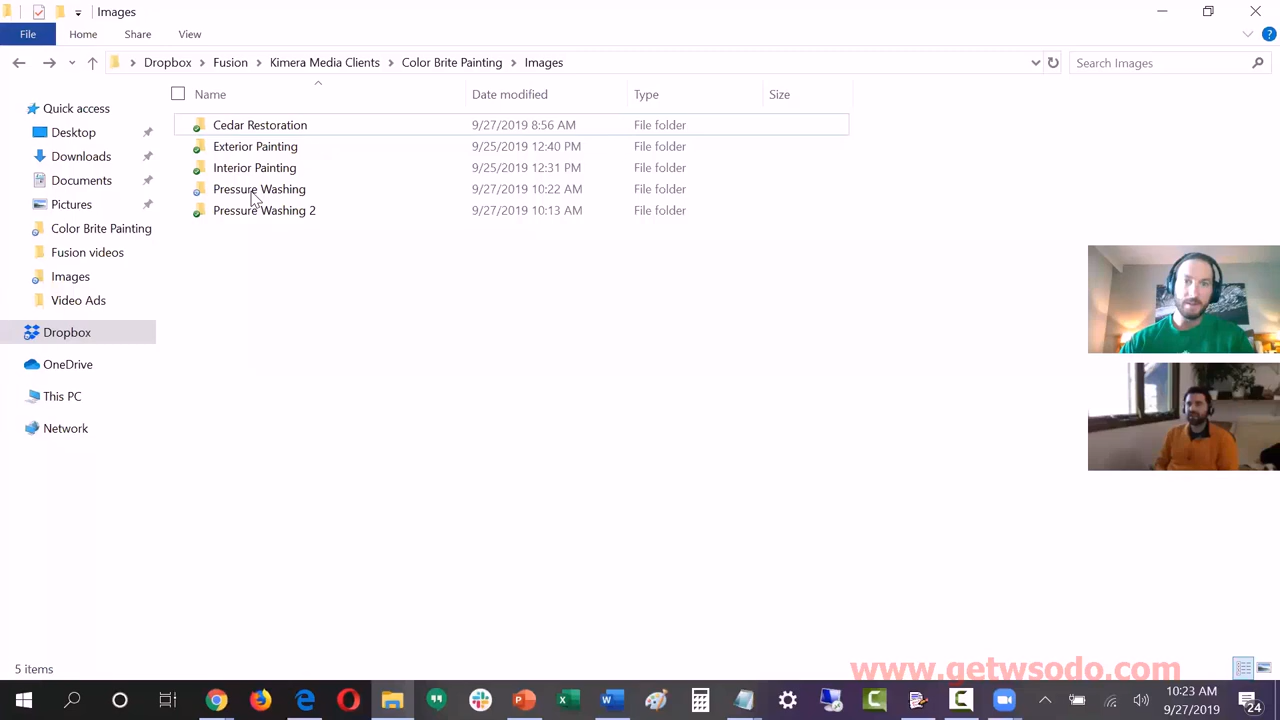 Images
File Home Share View
Dropbox Fusion Kimera Media Clients Color Brite Painting Images Search Images
Name Date modified Type Size
Quick access
Desktop
Downloads
Documents
Pictures
Color Brite Painting
Fusion videos
Images
Video Ads
Dropbox
OneDrive
This PC
Network
Cedar Restoration 9/27/2019 8:56 AM File folder
Exterior Painting 9/25/2019 12:40 PM File folder
Interior Painting 9/25/2019 12:31 PM File folder
Pressure Washing 9/27/2019 10:22 AM File folder
Pressure Washing 2 9/27/2019 10:13 AM File folder
5 items
www.getwsodo.com
10:23 AM
9/27/2019
24